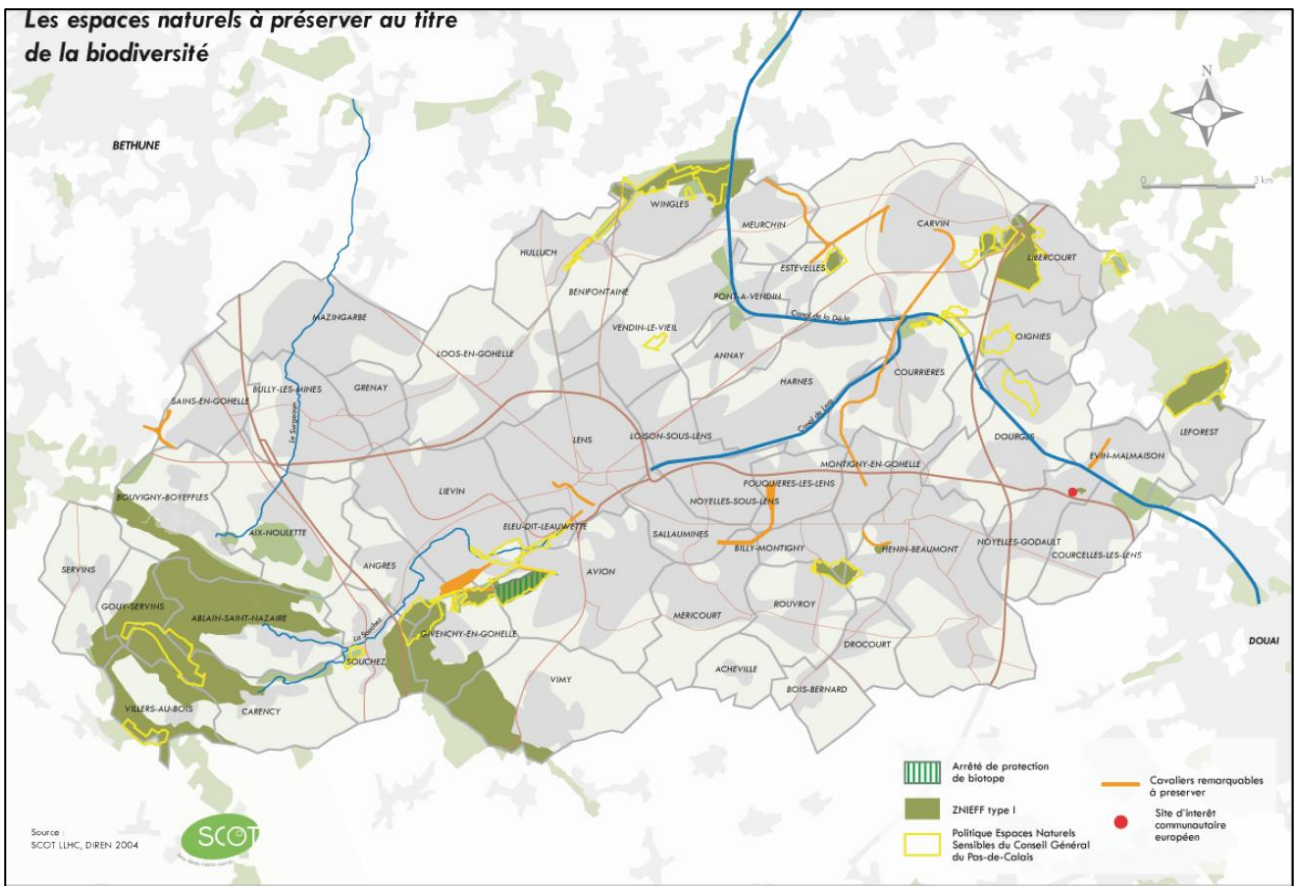 Les espaces naturels à préserver au titre
de la biodiversité
N
BETHUNE
0 3 km
WINGLES
MEURCHIN
CARVIN
HULLUCH
ESTEVELLES
LIBERCOURT
BENIFONTAINE
PONT-A-VENDIN
MAZINGARBE
Canal de la Deûle
VENDIN-LE-VIEIL
OIGNIES
LOOS-EN-GOHELLE
ANNAY
HARNES
COURRIERES
BULLY-LES-MINES
GRENAY
SAINS-EN-GOHELLE
Canal de Lens
LENS
LOISON-SOUS-LENS
DOURGES
LEFOREST
EVIN-MALMAISON
MONTIGNY-EN-GOHELLE
LIEVIN
FOUQUIERES-LES-LENS
BOUVIGNY-BOYEFFLES
NOYELLES-SOUS-LENS
ELEU-DIT-LEAUWETTE
AIX-NOULETTE
SALLAUMINES
NOYELLES-GODAULT
BILLY-MONTIGNY
HENIN-BEAUMONT
COURCELLES-LES-LENS
SERVINS
ANGRES
AVION
GOUY-SERVINS
ROUVROY
ABLAIN-SAINT-NAZAIRE
MERICOURT
La Souchez
GIVENCHY-EN-GOHELLE
DROCOURT
DOUAI
SOUCHEZ
ACHEVILLE
VIMY
BOIS-BERNARD
VILLERS-AU-BOIS
CARENCY
Arrêté de protection
de biotope
ZNIEFF type I
Politique Espaces Naturels
Sensibles du Conseil Général
du Pas-de-Calais
Cavaliers remarquables
à préserver
Site d'interêt
communautaire
européen
Source :
SCOT LLHC, DIREN 2004
SCOT